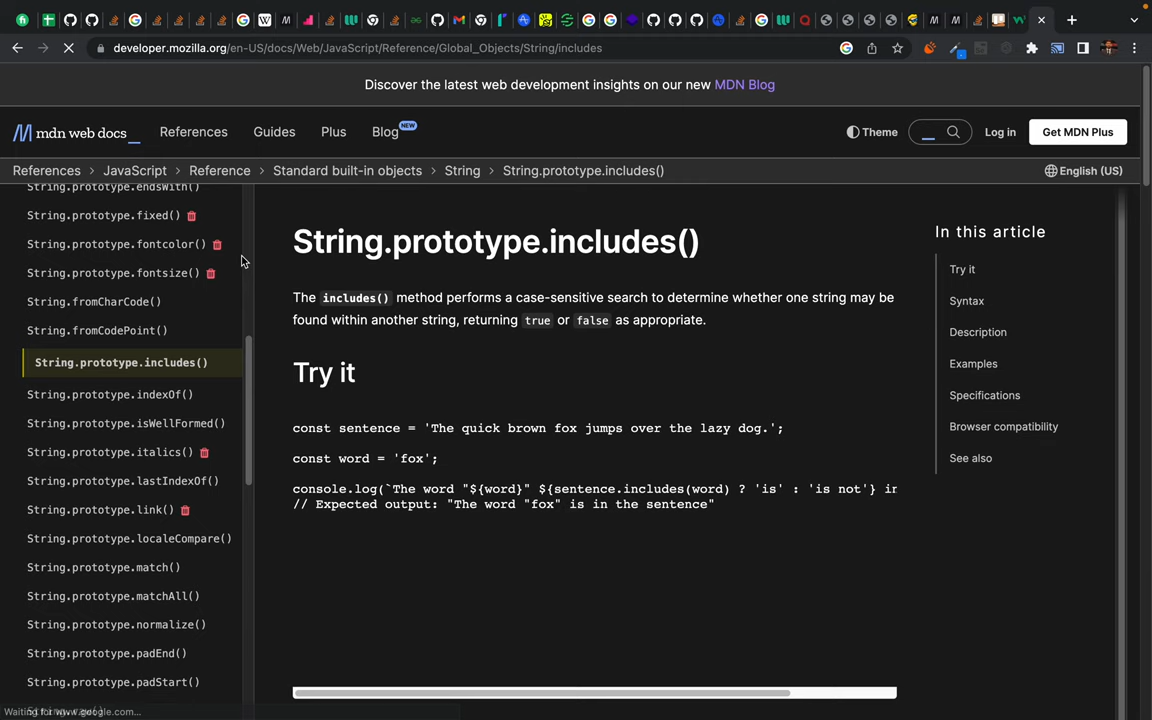 developer.mozilla.org/en-US/docs/Web/JavaScript/Reference/Global_Objects/String/includes
Discover the latest web development insights on our new MDN Blog
mdn web docs_
References
Guides
Plus
Blog NEW
Theme
Log in
Get MDN Plus
References > JavaScript > Reference > Standard built-in objects > String > String.prototype.includes()
English (US)
String.prototype.endsWith()
String.prototype.fixed()
String.prototype.fontcolor()
String.prototype.fontsize()
String.fromCharCode()
String.fromCodePoint()
String.prototype.includes()
String.prototype.indexOf()
String.prototype.isWellFormed()
String.prototype.italics()
String.prototype.lastIndexOf()
String.prototype.link()
String.prototype.localeCompare()
String.prototype.match()
String.prototype.matchAll()
String.prototype.normalize()
String.prototype.padEnd()
String.prototype.padStart()
Waiting for www.google.com...
String.prototype.includes()
The includes() method performs a case-sensitive search to determine whether one string may be
found within another string, returning true or false as appropriate.
Try it
const sentence = 'The quick brown fox jumps over the lazy dog.';
const word = 'fox';
console.log(`The word "${word}" ${sentence.includes(word) ? 'is' : 'is not'} in
// Expected output: "The word "fox" is in the sentence"
In this article
Try it
Syntax
Description
Examples
Specifications
Browser compatibility
See also